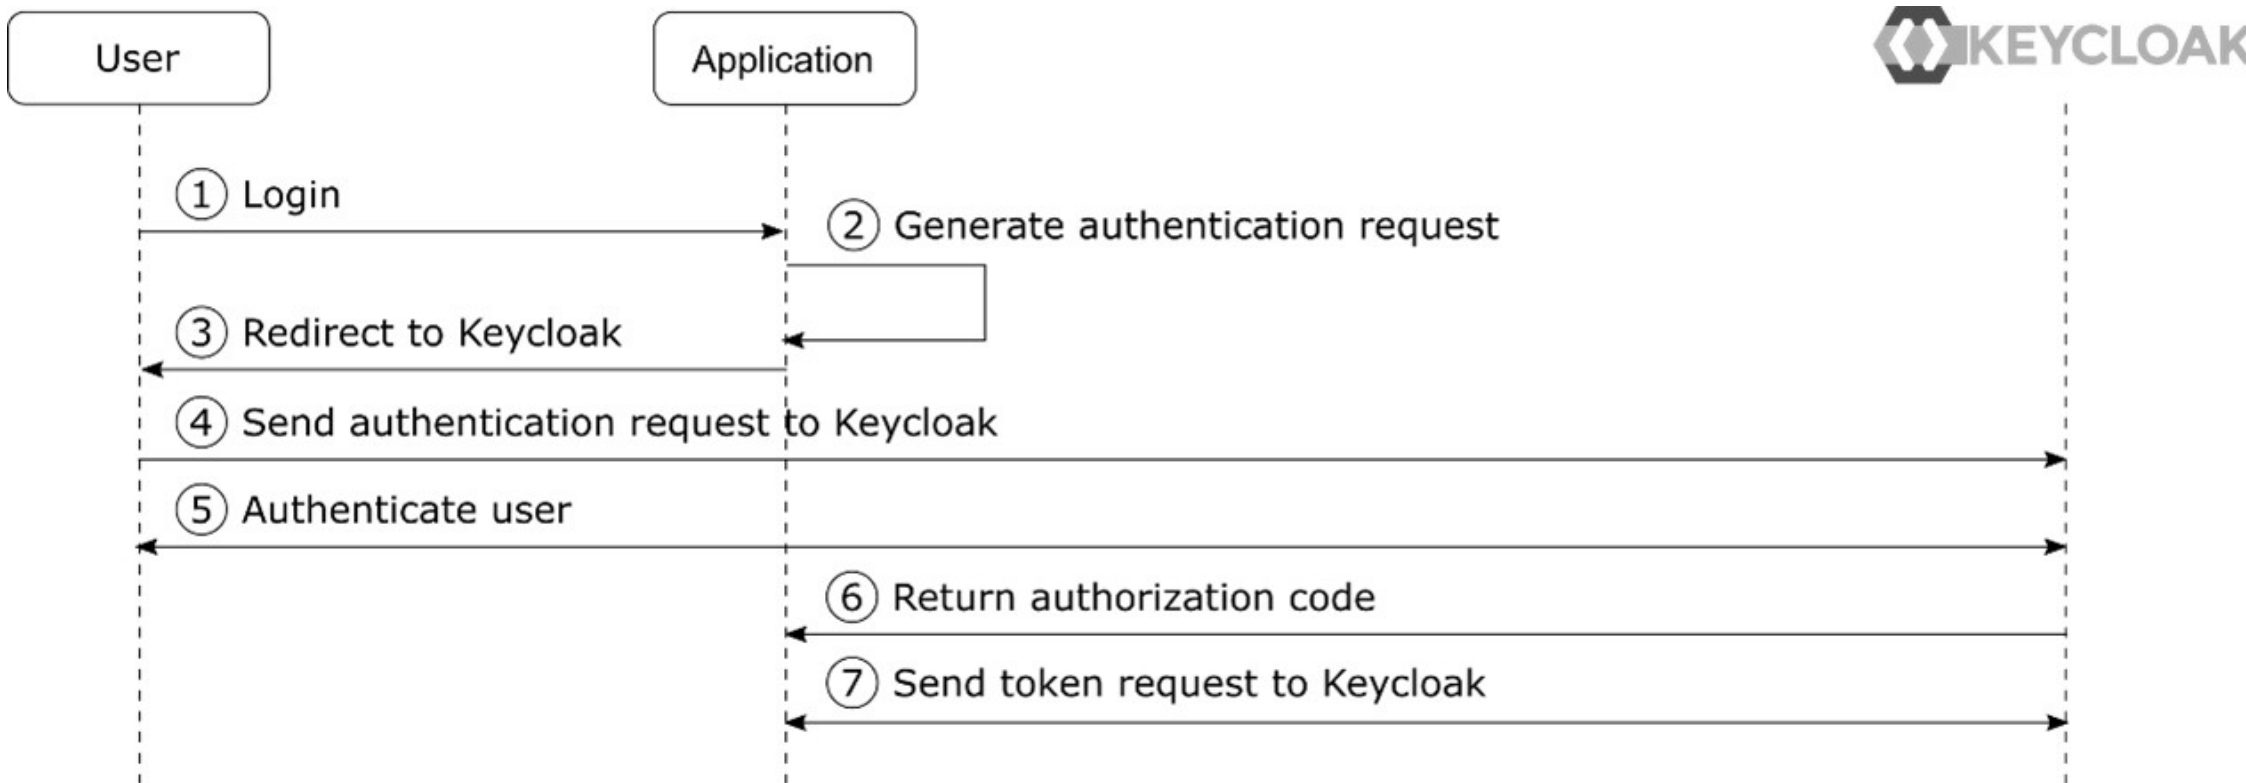 User
Application
KEYCLOAK
1 Login
2 Generate authentication request
3 Redirect to Keycloak
4 Send authentication request to Keycloak
5 Authenticate user
6 Return authorization code
7 Send token request to Keycloak